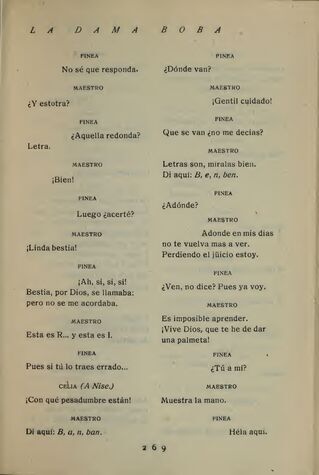 LA DAMA BOBA
FINEA
No sé que responda.
MAESTRO
¿Y estotra?
FINEA
¿Aquella redonda?
Letra.
MAESTRO
¡Bien!
FINEA
Luego ¿acerté?
MAESTRO
¡Linda bestia!
FINEA
¡Ah, si, si, si!
Bestia, por Dios, se llamaba:
pero no se me acordaba.
MAESTRO
Esta es R... y esta es I.
FINEA
Pues si tú lo traes errado...
CELIA (A Nise.)
¡Con qué pesadumbre están!
MAESTRO
Di aquí: B, a, n, ban.
FINEA
¿Dónde van?
MAESTRO
¡Gentil cuidado!
FINEA
Que se van ¿no me decías?
MAESTRO
Letras son, míralas bien.
Di aquí: B, e, n, ben.
FINEA
¿Adónde?
MAESTRO
Adonde en mis dias
no te vuelva mas a ver.
Perdiendo el jüicio estoy.
FINEA
¿Ven, no dice? Pues ya voy.
MAESTRO
Es imposible aprender.
¡Vive Dios, que te he de dar
una palmeta!
FINEA
¿Tú a mí?
MAESTRO
Muestra la mano.
FINEA
Héla aquí.
269